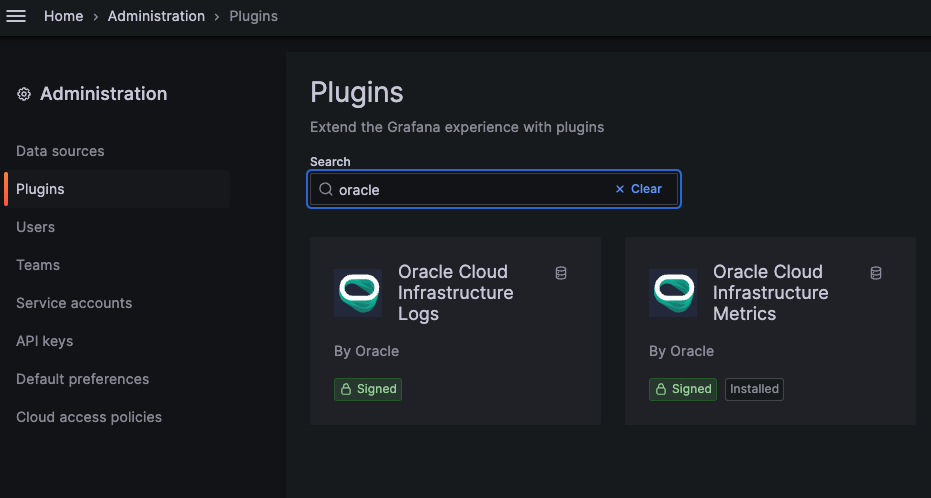 Home › Administration › Plugins
Administration
Data sources
Plugins
Users
Teams
Service accounts
API keys
Default preferences
Cloud access policies
Plugins
Extend the Grafana experience with plugins
Search
oracle
Clear
Oracle Cloud
Infrastructure
Logs
By Oracle
Signed
Oracle Cloud
Infrastructure
Metrics
By Oracle
Signed Installed